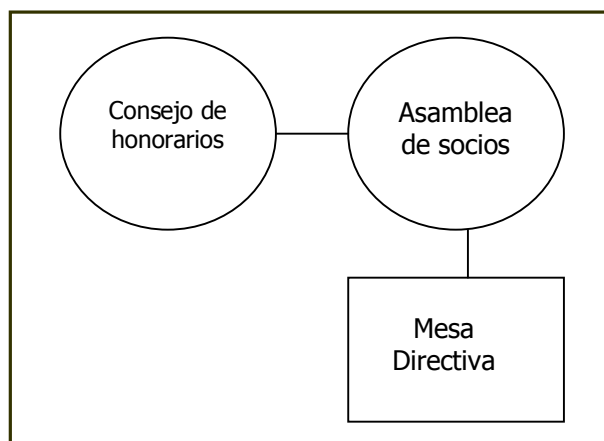 Consejo de
honorarios
Asamblea
de socios
Mesa
Directiva